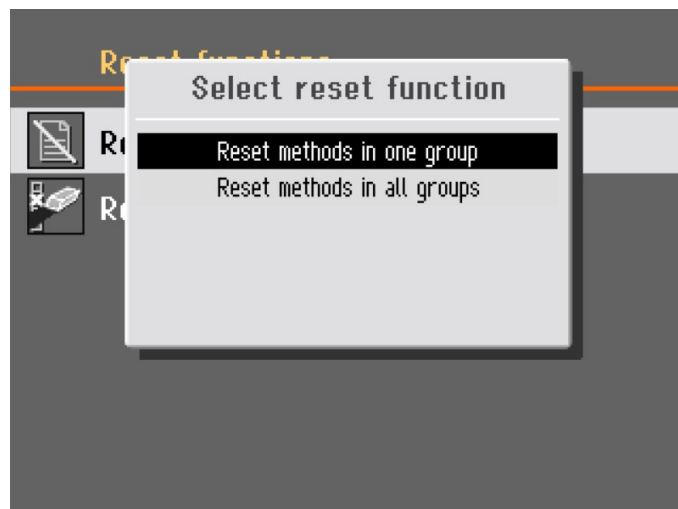 Select reset function
Reset methods in one group
Reset methods in all groups